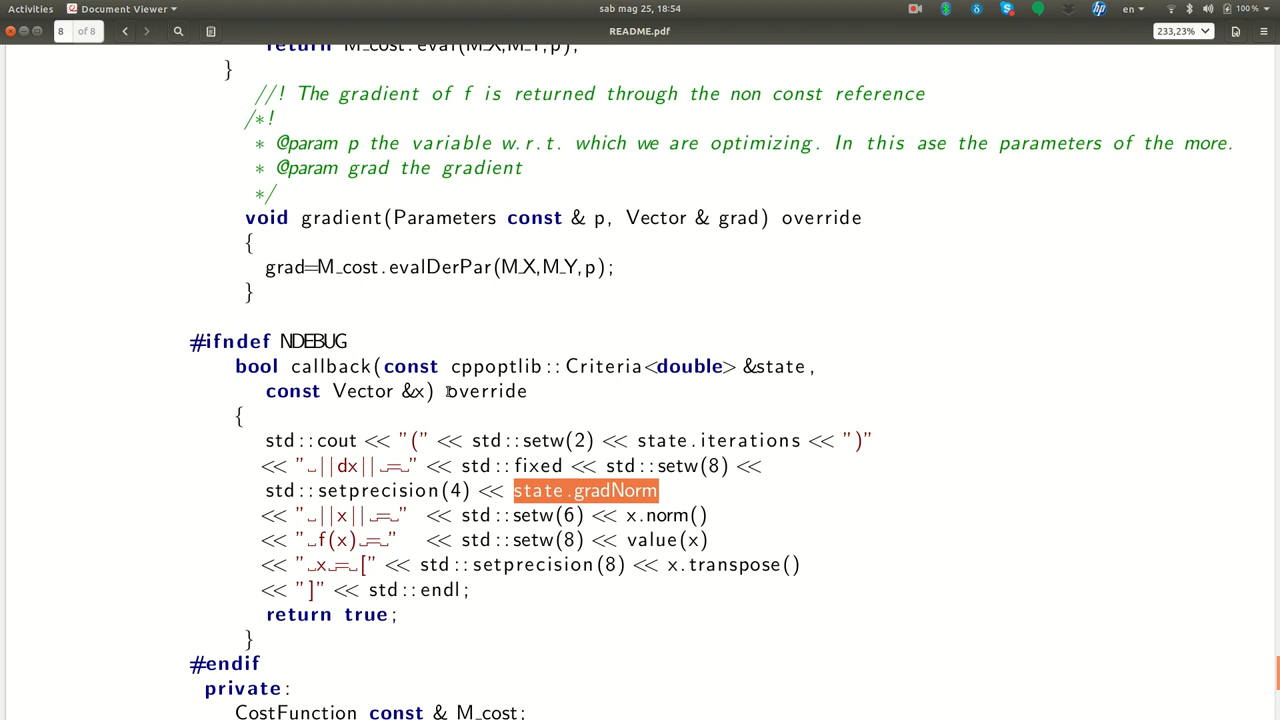 Activities Document Viewer sab mag 25, 18:54 en 100 %
8 of 8 README.pdf 233,23%
return M_cost.eval(M_X,M_Y,p);
}
//! The gradient of f is returned through the non const reference
/*!
* @param p the variable w.r.t. which we are optimizing. In this ase the parameters of the more.
* @param grad the gradient
*/
void gradient(Parameters const & p, Vector & grad) override
{
grad=M_cost.evalDerPar(M_X,M_Y,p);
}
#ifndef NDEBUG
bool callback(const cppoptlib::Criteria<double> &state,
const Vector &x) override
{
std::cout << "(" << std::setw(2) << state.iterations << ")"
<< "␣||dx||␣=␣" << std::fixed << std::setw(8) <<
std::setprecision(4) << state.gradNorm
<< "␣||x||␣=␣" << std::setw(6) << x.norm()
<< "␣f(x)␣=␣" << std::setw(8) << value(x)
<< "␣x␣=␣[" << std::setprecision(8) << x.transpose()
<< "]" << std::endl;
return true;
}
#endif
private:
CostFunction const & M_cost;